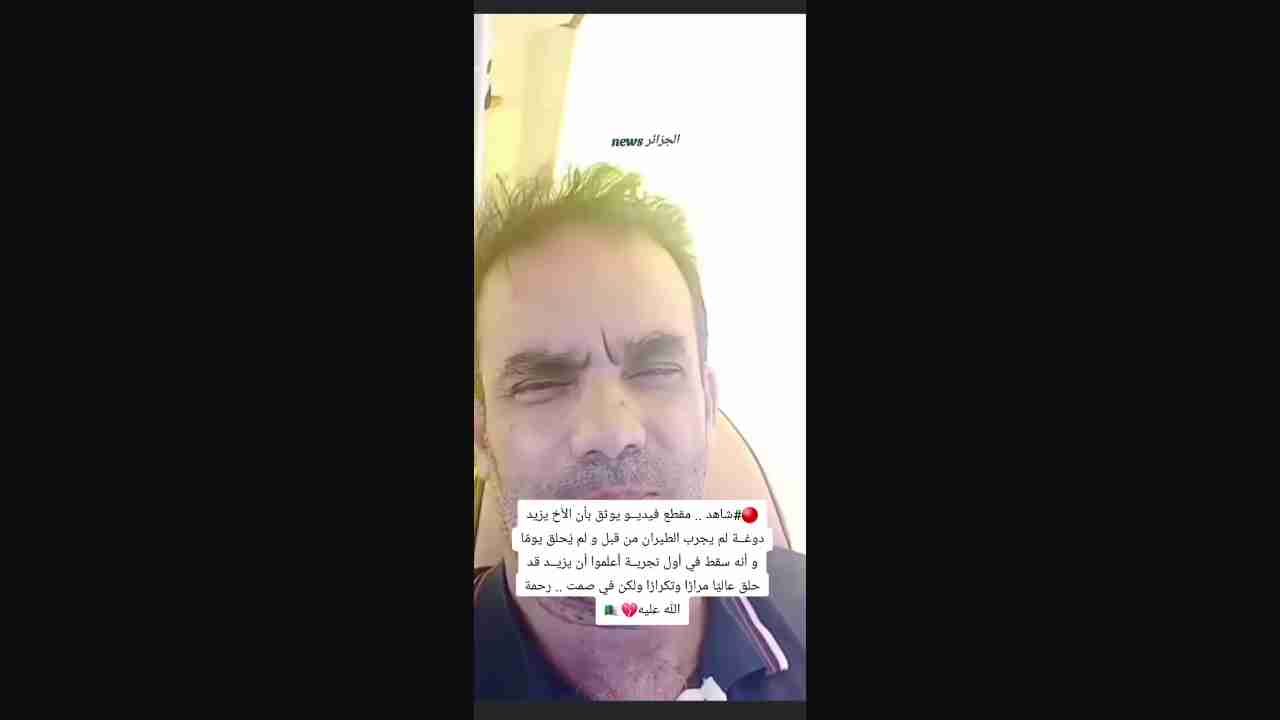 الجزائر news
🔴#شاهد .. مقطع فيديـو يوثق بأن الأخ يزيد
دوغـة لم يجرب الطيران من قبل و لم يُحلق يومًا
و أنه سقط في أول تجربـة أعلموا أن يزيـد قد
حلق عاليًا مرارًا وتكرارًا ولكن في صمت .. رحمة
الله عليه💔🇩🇿